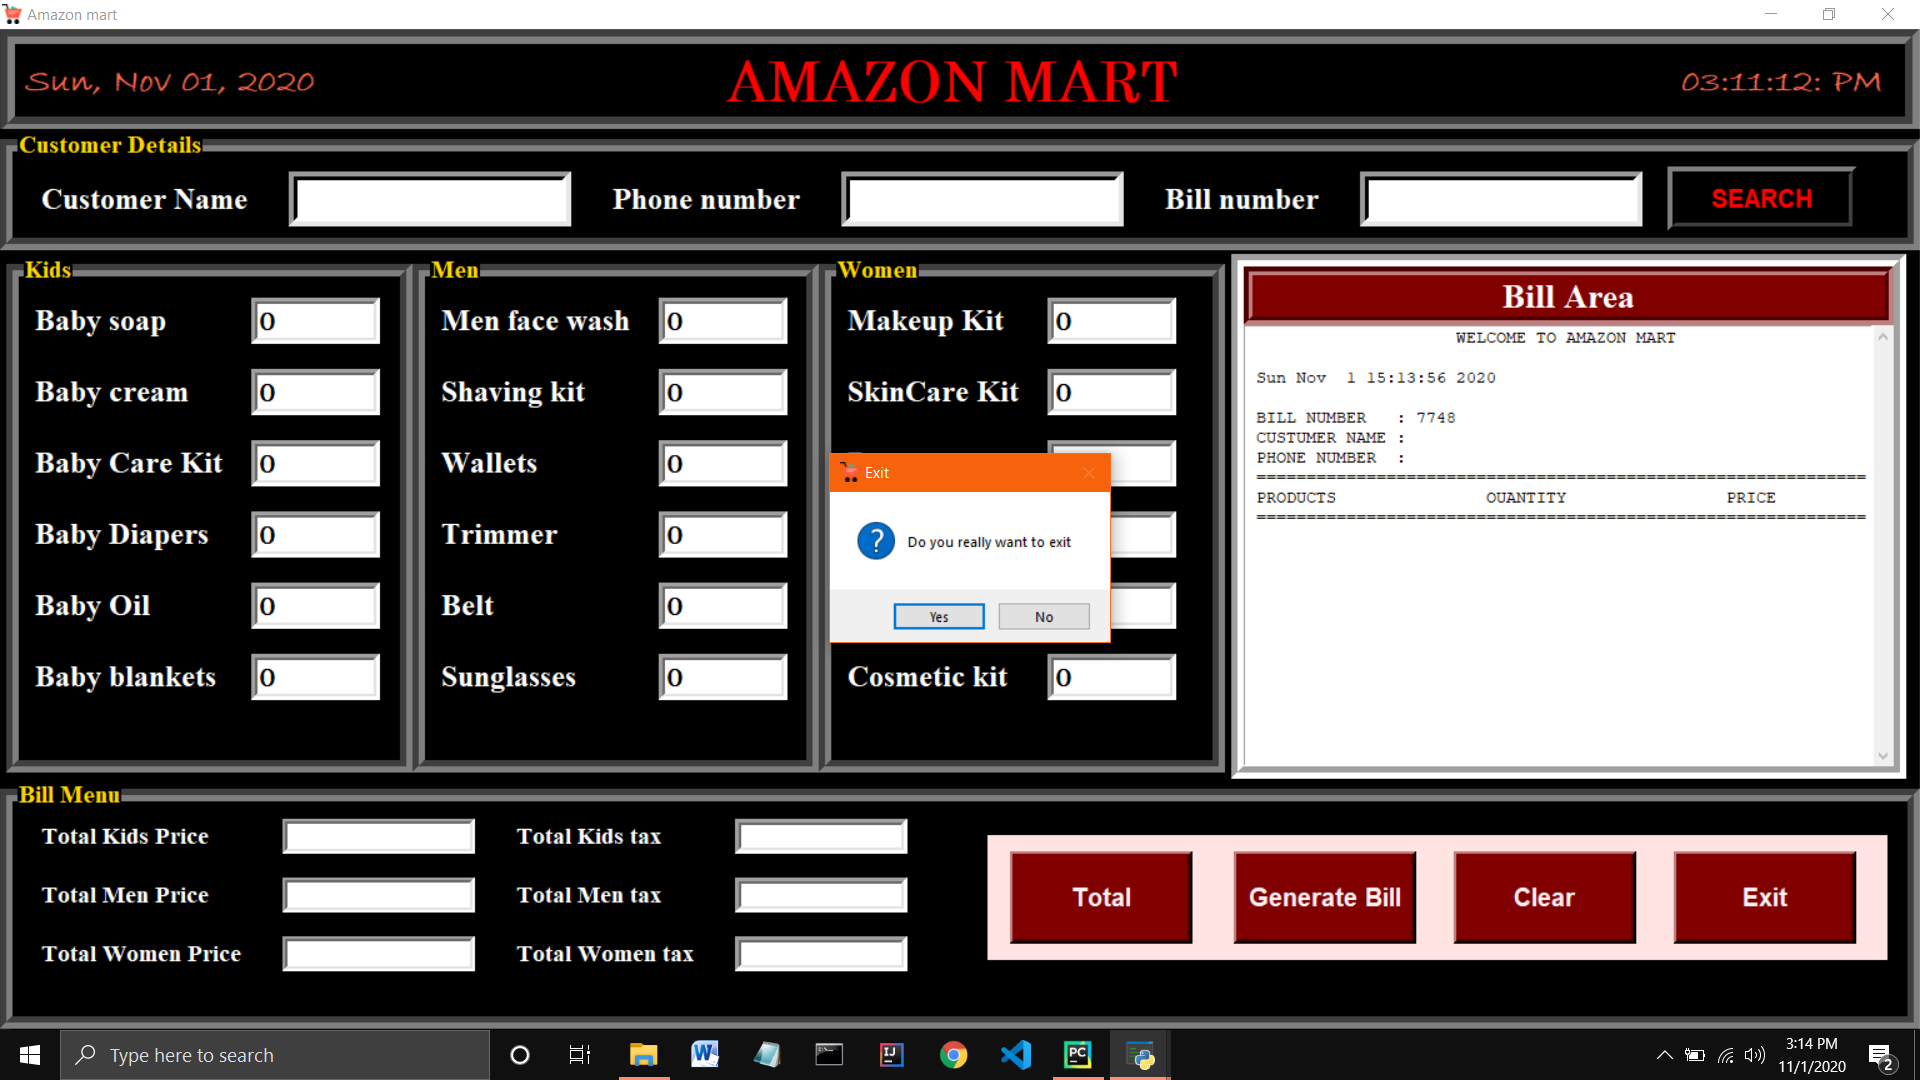 Amazon mart
Sun, Nov 01, 2020
AMAZON MART
03:11:12: PM
Customer Details
Customer Name
Phone number
Bill number
SEARCH
Kids
Baby soap 0
Baby cream 0
Baby Care Kit 0
Baby Diapers 0
Baby Oil 0
Baby blankets 0
Men
Men face wash 0
Shaving kit 0
Wallets 0
Trimmer 0
Belt 0
Sunglasses 0
Women
Makeup Kit 0
SkinCare Kit 0
Cosmetic kit 0
Exit
? Do you really want to exit
Yes No
Bill Area
WELCOME TO AMAZON MART
Sun Nov  1 15:13:56 2020
BILL NUMBER : 7748
CUSTUMER NAME :
PHONE NUMBER :
=============================================================
PRODUCTS QUANTITY PRICE
=============================================================
Bill Menu
Total Kids Price
Total Kids tax
Total Men Price
Total Men tax
Total Women Price
Total Women tax
Total
Generate Bill
Clear
Exit
Type here to search
W
IJ
PC
3:14 PM
11/1/2020
2